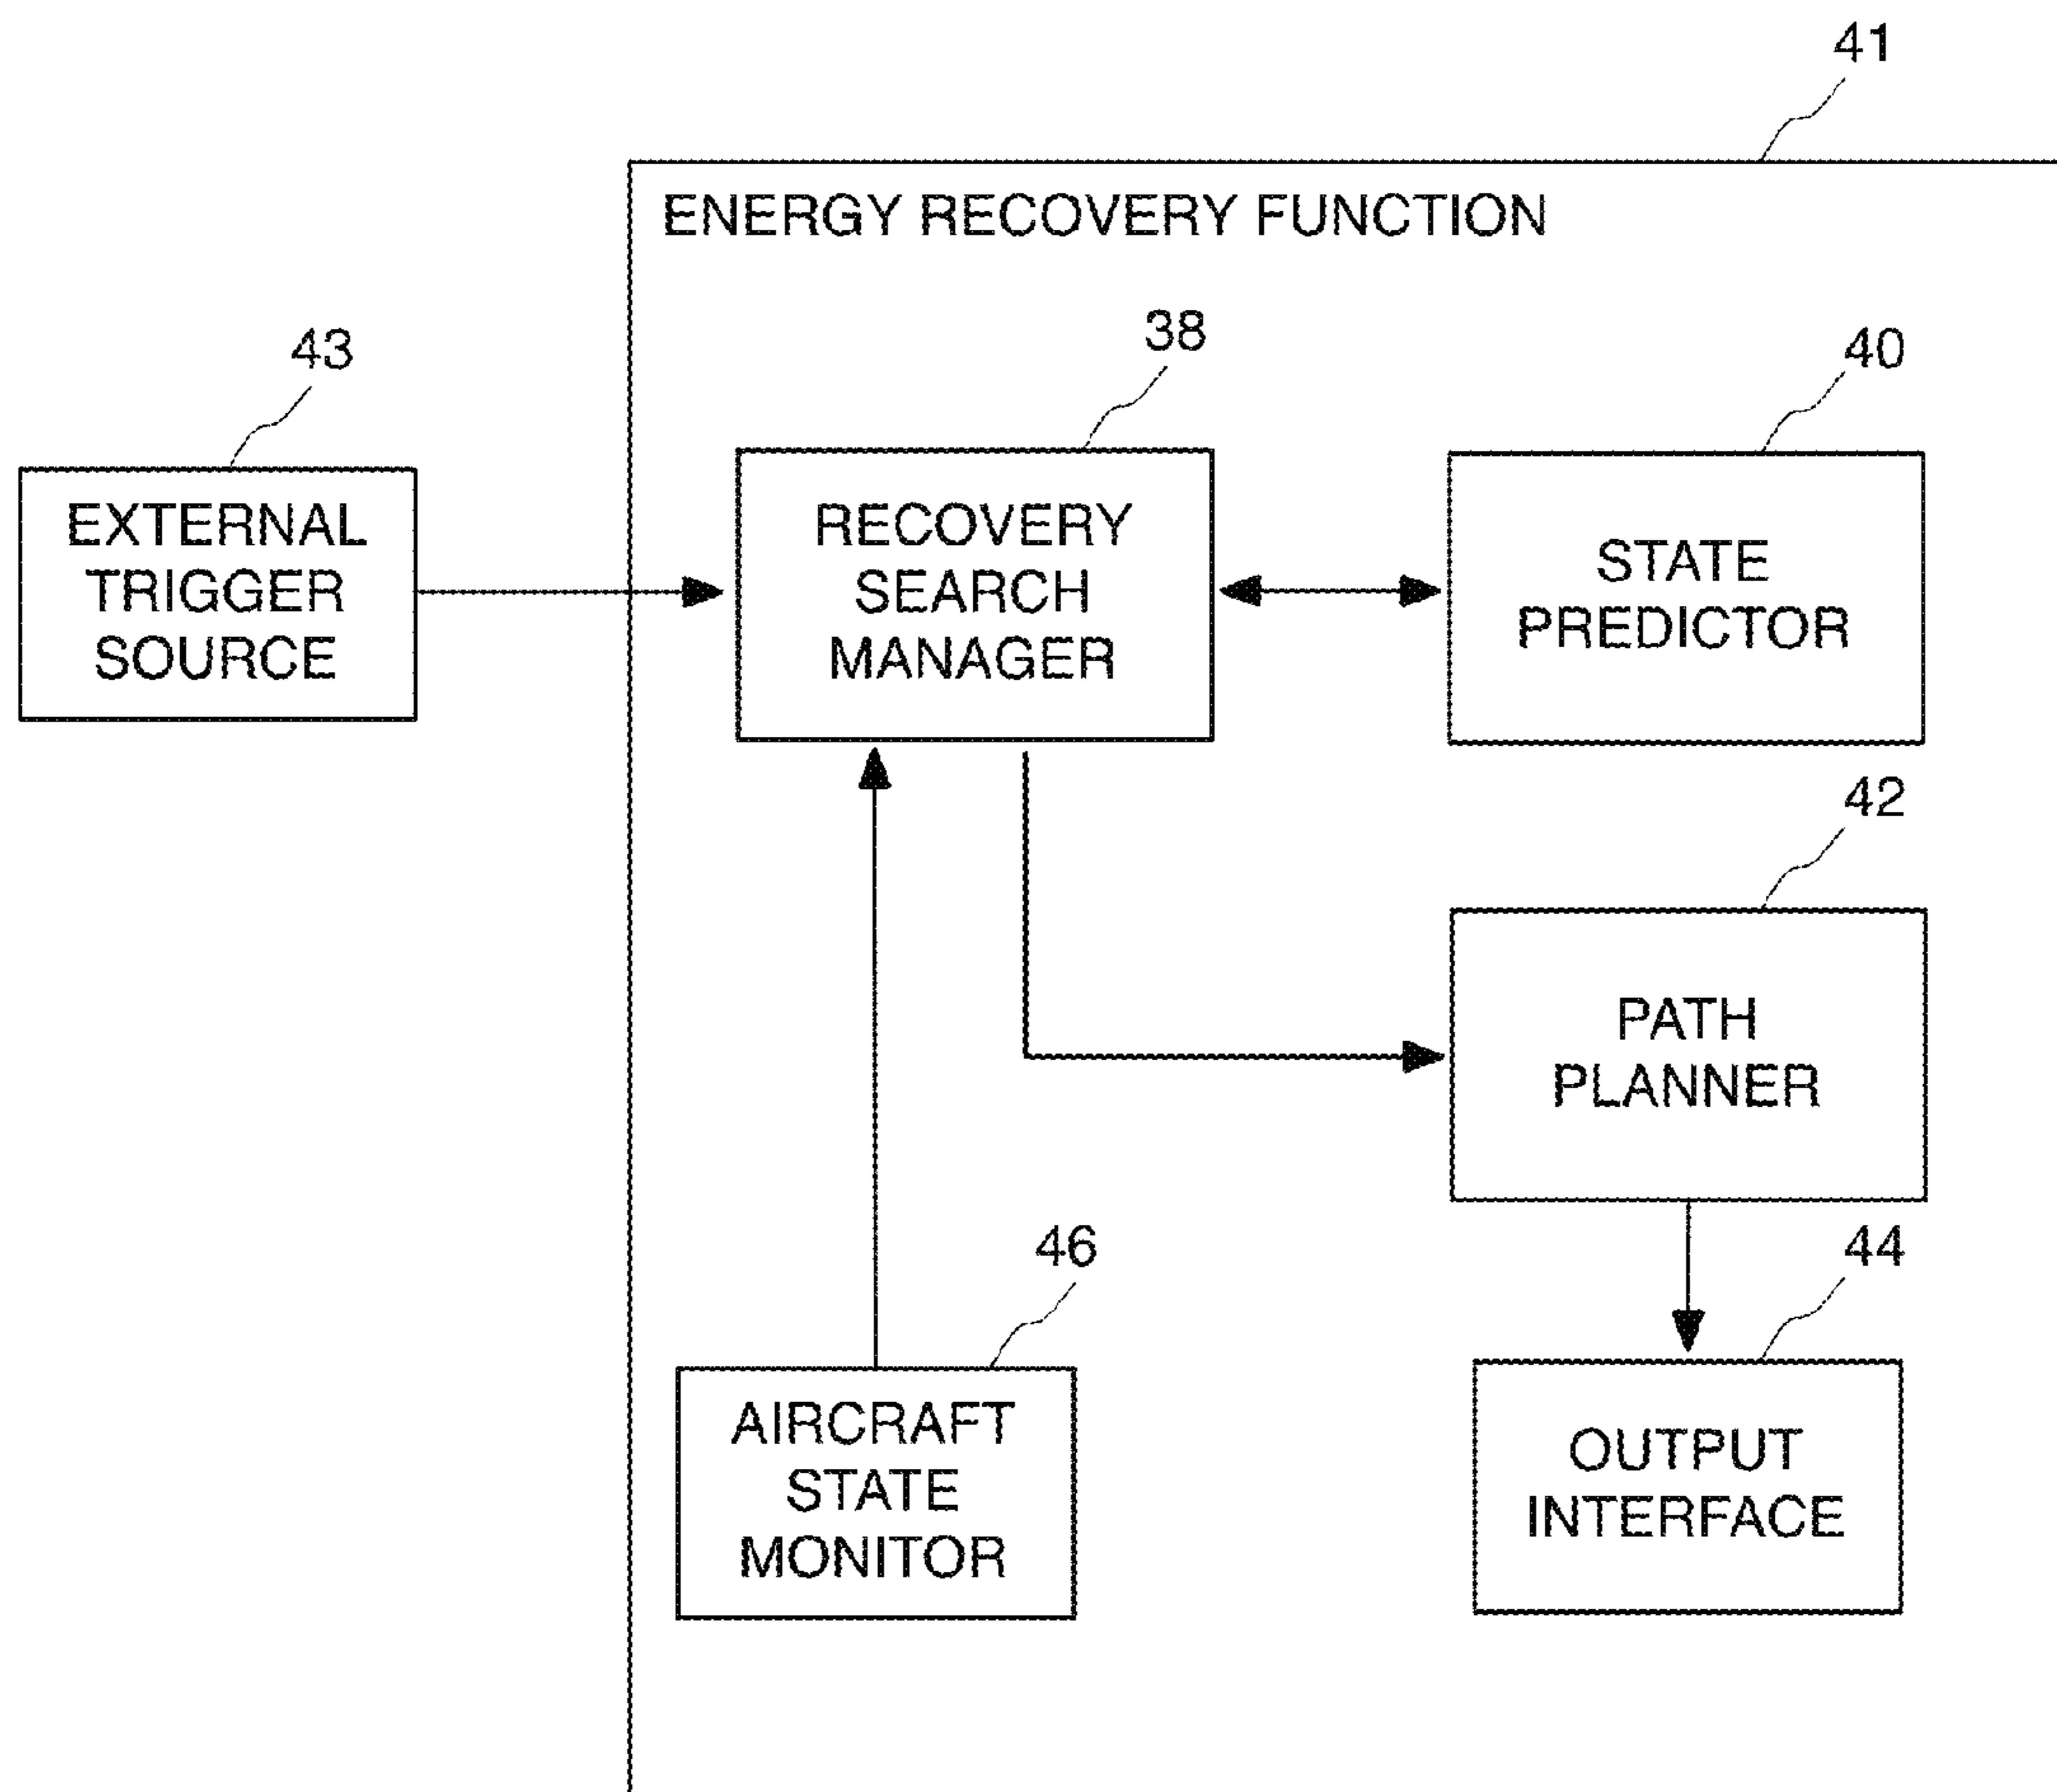 41
ENERGY RECOVERY FUNCTION
43
38
40
EXTERNAL
TRIGGER
SOURCE
RECOVERY
SEARCH
MANAGER
STATE
PREDICTOR
42
PATH
PLANNER
46
44
AIRCRAFT
STATE
MONITOR
OUTPUT
INTERFACE